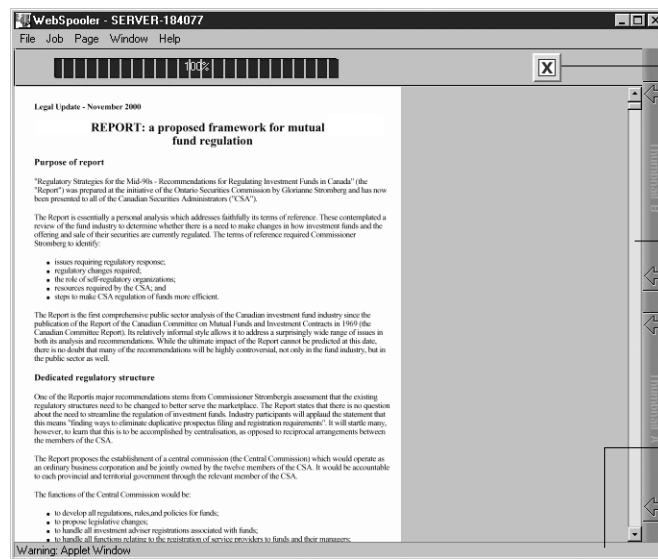 WebSpooler - SERVER-184077
File Job Page Window Help
100%
Legal Update - November 2000
REPORT: a proposed framework for mutual
fund regulation
Purpose of report
"Regulatory Strategies for the Mid-90s - Recommendations for Regulating Investment Funds in Canada" (the
"Report") was prepared at the initiative of the Ontario Securities Commission by Glorianne Stromberg and has now
been presented to all of the Canadian Securities Administrators ("CSA").
The Report is essentially a personal analysis which addresses faithfully its terms of reference. These contemplated a
review of the fund industry to determine whether there is a need to make changes in how investment funds and the
offering and sale of their securities are currently regulated. The terms of reference required Commissioner
Stromberg to identify:
issues requiring regulatory response;
regulatory changes required;
the role of self-regulatory organizations;
resources required by the CSA; and
steps to make CSA regulation of funds more efficient.
The Report is the first comprehensive public sector analysis of the Canadian investment fund industry since the
publication of the Report of the Canadian Committee on Mutual Funds and Investment Contracts in 1969 (the
Canadian Committee Report). Its relatively informal style allows it to address a surprisingly wide range of issues in
both its analysis and recommendations. While the ultimate impact of the Report cannot be predicted at this date,
there is no doubt that many of the recommendations will be highly controversial, not only in the fund industry, but in
the public sector as well.
Dedicated regulatory structure
One of the Reportis major recommendations stems from Commissioner Strombergis assessment that the existing
regulatory structures need to be changed to better serve the marketplace. The Report states that there is no question
about the need to streamline the regulation of investment funds. Industry participants will applaud the statement that
this means "finding ways to eliminate duplicative prospectus filing and registration requirements". It will startle many,
however, to learn that this is to be accomplished by centralisation, as opposed to reciprocal arrangements between
the members of the CSA.
The Report proposes the establishment of a central commission (the Central Commission) which would operate as
an ordinary business corporation and be jointly owned by the twelve members of the CSA. It would be accountable
to each provincial and territorial government through the relevant member of the CSA.
The functions of the Central Commission would be:
to develop all regulations, rules,and policies for funds;
to propose legislative changes;
to handle all investment adviser registrations associated with funds;
to handle all functions relating to the registration of service providers to funds and their managers;
Thumbnail B
Thumbnail A
Warning: Applet Window